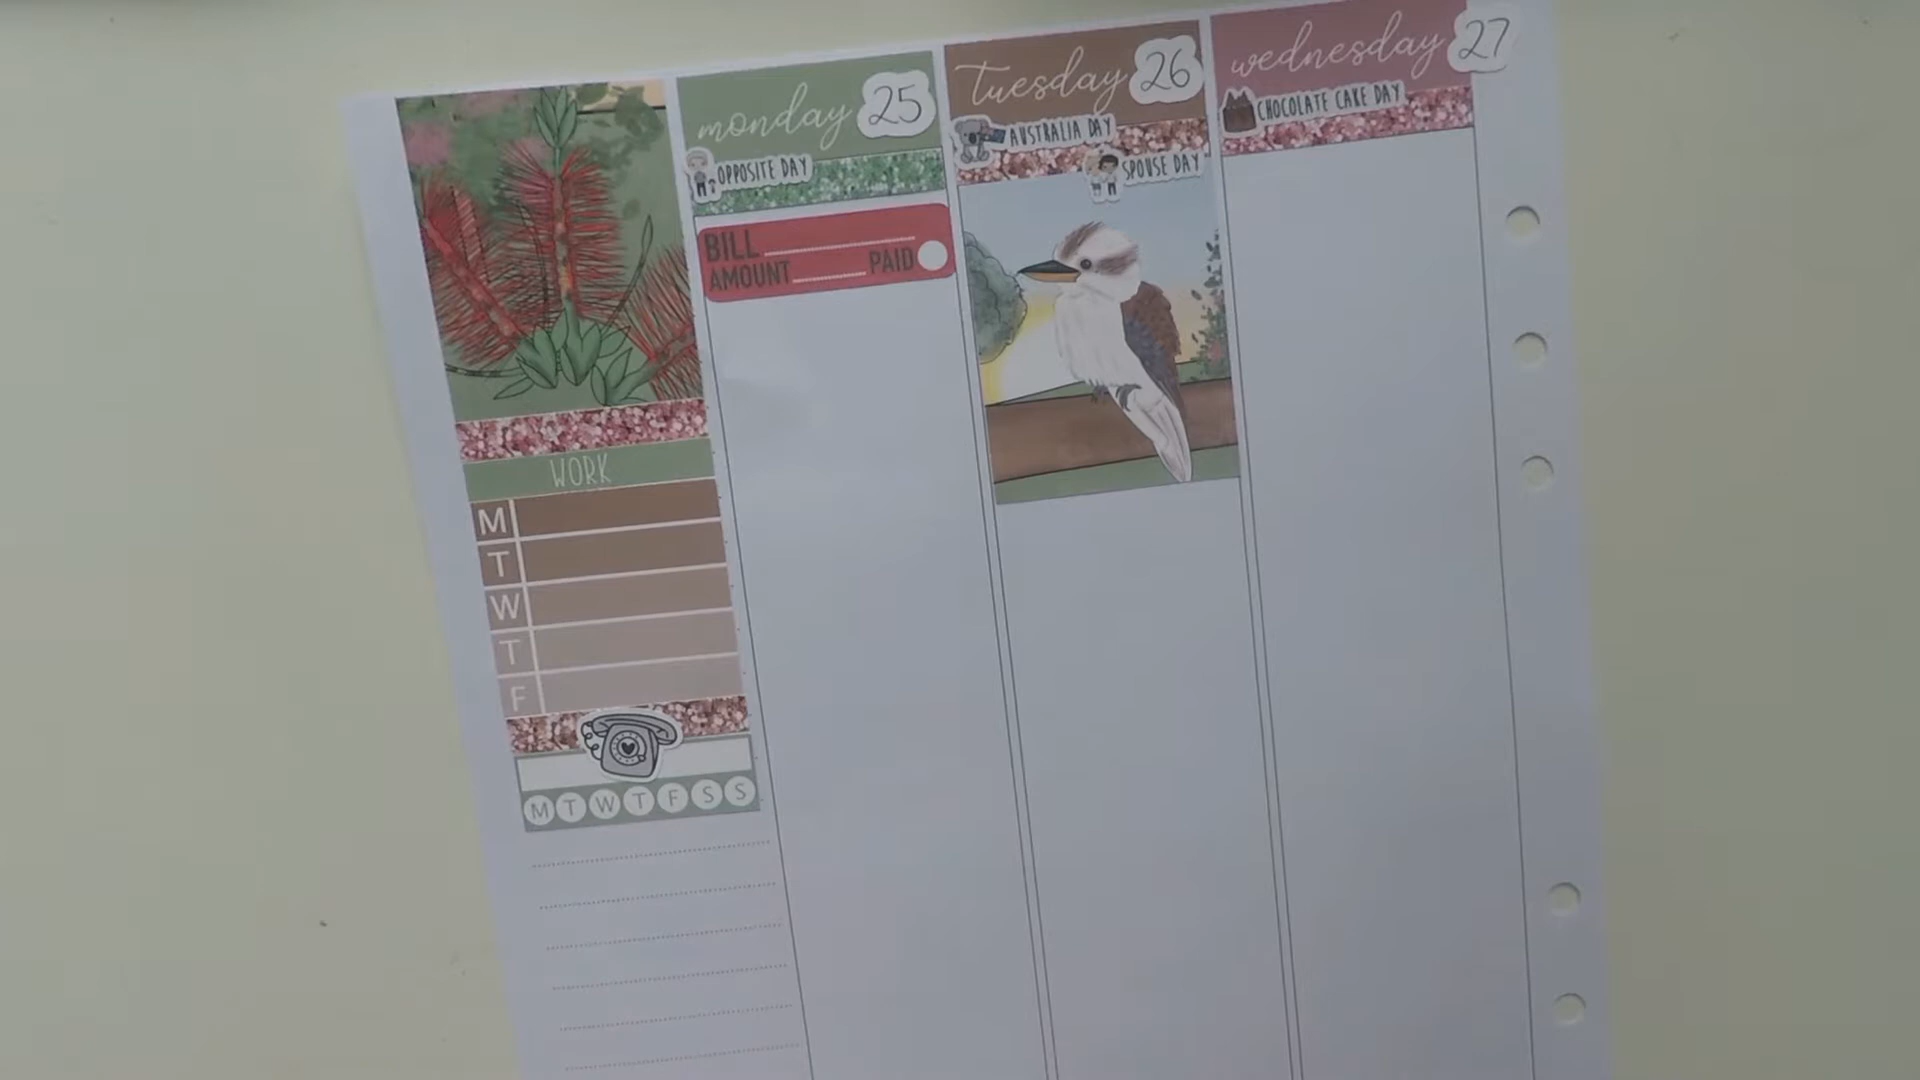 monday 25
OPPOSITE DAY
BILL
AMOUNT PAID
Tuesday 26
AUSTRALIA DAY
SPOUSE DAY
wednesday 27
CHOCOLATE CAKE DAY
WORK
M
T
W
T
F
M T W T F S S